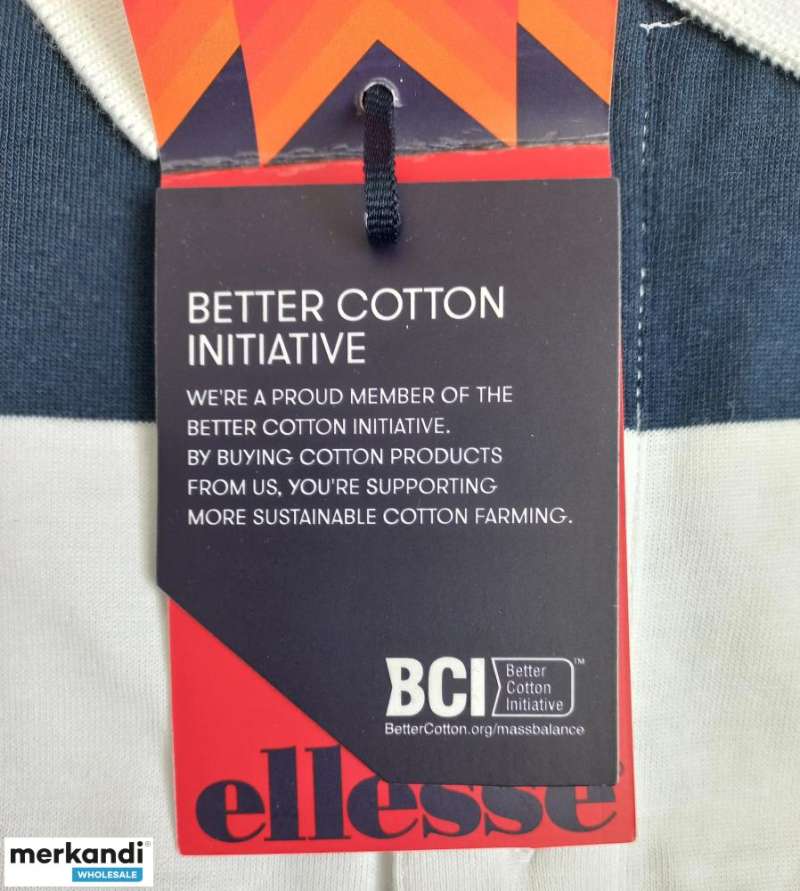 BETTER COTTON
INITIATIVE
WE'RE A PROUD MEMBER OF THE
BETTER COTTON INITIATIVE.
BY BUYING COTTON PRODUCTS
FROM US, YOU'RE SUPPORTING
MORE SUSTAINABLE COTTON FARMING.
BCI
Better
Cotton
Initiative
™
BetterCotton.org/massbalance
ellesse
merkandi®
WHOLESALE